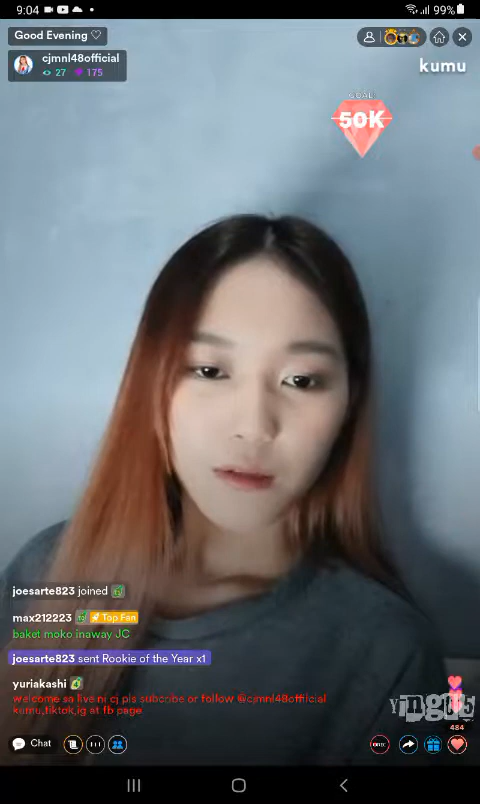 9:04
99%
Good Evening ♡
cjmnl48official
27 175
kumu
GOAL:
50K
joesarte823 joined
max212223 Top Fan
baket moko inaway JC
joesarte823 sent Rookie of the Year x1
yuriakashi 4
welcome sa live ni cj pls subcribe or follow @cjmnl48official
kumu,tiktok,ig at fb page
484
Chat